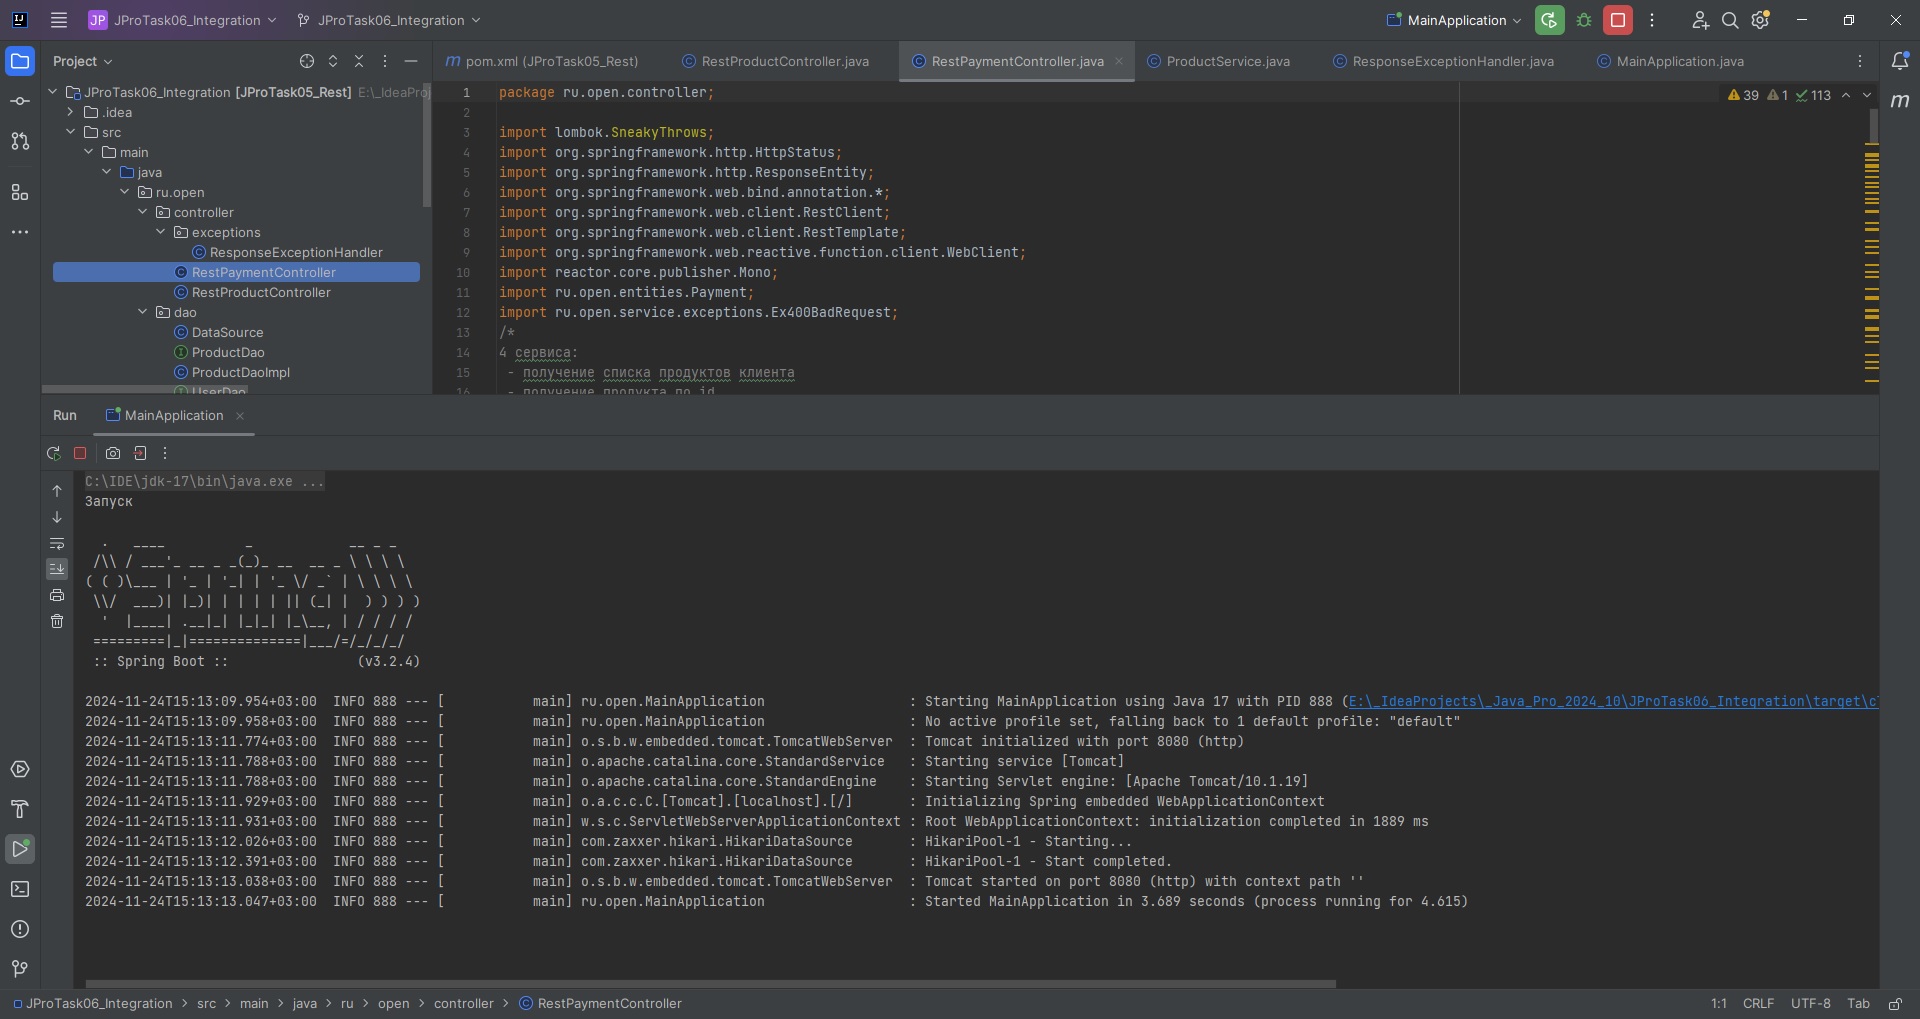 JP JProTask06_Integration JProTask06_Integration MainApplication
Project
pom.xml (JProTask05_Rest) RestProductController.java RestPaymentController.java ProductService.java ResponseExceptionHandler.java MainApplication.java
JProTask06_Integration [JProTask05_Rest] E:\_IdeaProj
.idea
src
main
java
ru.open
controller
exceptions
ResponseExceptionHandler
RestPaymentController
RestProductController
dao
DataSource
ProductDao
ProductDaoImpl
UserDao
39 1 113
1 package ru.open.controller;
2
3 import lombok.SneakyThrows;
4 import org.springframework.http.HttpStatus;
5 import org.springframework.http.ResponseEntity;
6 import org.springframework.web.bind.annotation.*;
7 import org.springframework.web.client.RestClient;
8 import org.springframework.web.client.RestTemplate;
9 import org.springframework.web.reactive.function.client.WebClient;
10 import reactor.core.publisher.Mono;
11 import ru.open.entities.Payment;
12 import ru.open.service.exceptions.Ex400BadRequest;
13 /*
14 4 сервиса:
15 - получение списка продуктов клиента
16 - получение продукта по id
Run MainApplication
C:\IDE\jdk-17\bin\java.exe ...
Запуск
:: Spring Boot :: (v3.2.4)
2024-11-24T15:13:09.954+03:00 INFO 888 --- [ main] ru.open.MainApplication : Starting MainApplication using Java 17 with PID 888 (E:\_IdeaProjects\_Java_Pro_2024_10\JProTask06_Integration\target\cl
2024-11-24T15:13:09.958+03:00 INFO 888 --- [ main] ru.open.MainApplication : No active profile set, falling back to 1 default profile: "default"
2024-11-24T15:13:11.774+03:00 INFO 888 --- [ main] o.s.b.w.embedded.tomcat.TomcatWebServer : Tomcat initialized with port 8080 (http)
2024-11-24T15:13:11.788+03:00 INFO 888 --- [ main] o.apache.catalina.core.StandardService : Starting service [Tomcat]
2024-11-24T15:13:11.788+03:00 INFO 888 --- [ main] o.apache.catalina.core.StandardEngine : Starting Servlet engine: [Apache Tomcat/10.1.19]
2024-11-24T15:13:11.929+03:00 INFO 888 --- [ main] o.a.c.c.C.[Tomcat].[localhost].[/] : Initializing Spring embedded WebApplicationContext
2024-11-24T15:13:11.931+03:00 INFO 888 --- [ main] w.s.c.ServletWebServerApplicationContext : Root WebApplicationContext: initialization completed in 1889 ms
2024-11-24T15:13:12.026+03:00 INFO 888 --- [ main] com.zaxxer.hikari.HikariDataSource : HikariPool-1 - Starting...
2024-11-24T15:13:12.391+03:00 INFO 888 --- [ main] com.zaxxer.hikari.HikariDataSource : HikariPool-1 - Start completed.
2024-11-24T15:13:13.038+03:00 INFO 888 --- [ main] o.s.b.w.embedded.tomcat.TomcatWebServer : Tomcat started on port 8080 (http) with context path ''
2024-11-24T15:13:13.047+03:00 INFO 888 --- [ main] ru.open.MainApplication : Started MainApplication in 3.689 seconds (process running for 4.615)
JProTask06_Integration > src > main > java > ru > open > controller > RestPaymentController 1:1 CRLF UTF-8 Tab